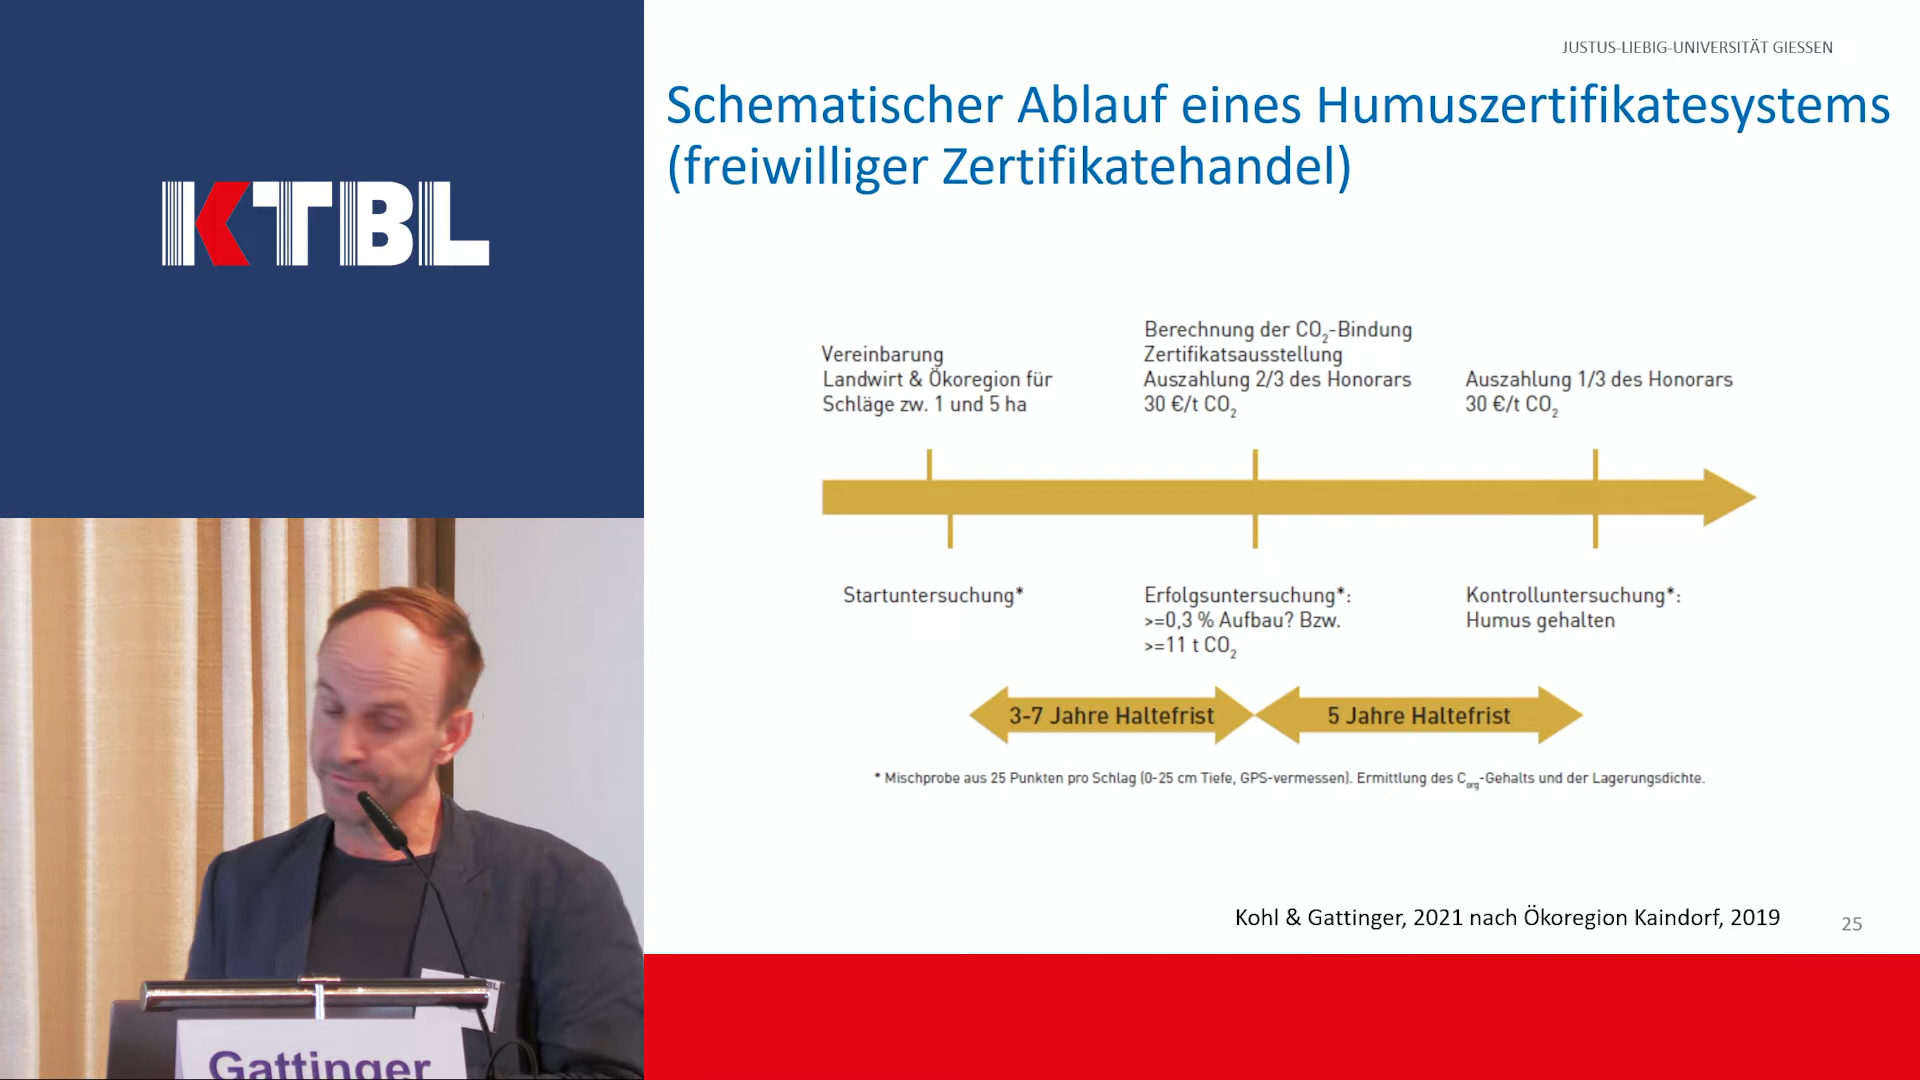 KTBL
JUSTUS-LIEBIG-UNIVERSITÄT GIESSEN
Schematischer Ablauf eines Humuszertifikatesystems
(freiwilliger Zertifikatehandel)
Vereinbarung
Landwirt & Ökoregion für
Schläge zw. 1 und 5 ha
Berechnung der CO₂-Bindung
Zertifikatsausstellung
Auszahlung 2/3 des Honorars
30 €/t CO₂
Auszahlung 1/3 des Honorars
30 €/t CO₂
Startuntersuchung*
Erfolgsuntersuchung*:
>=0,3 % Aufbau? Bzw.
>=11 t CO₂
Kontrolluntersuchung*:
Humus gehalten
3-7 Jahre Haltefrist
5 Jahre Haltefrist
* Mischprobe aus 25 Punkten pro Schlag (0-25 cm Tiefe, GPS-vermessen). Ermittlung des Corg-Gehalts und der Lagerungsdichte.
Kohl & Gattinger, 2021 nach Ökoregion Kaindorf, 2019
25
Gattinger